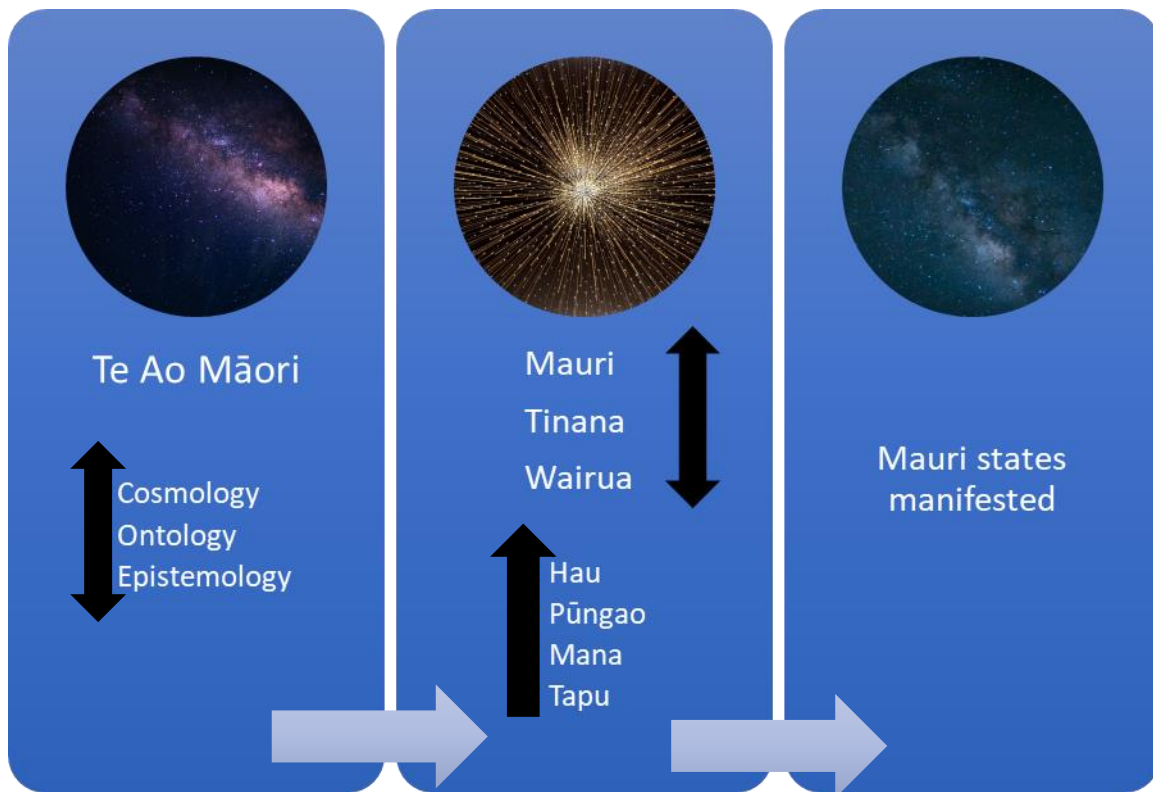 Te Ao Māori
Cosmology
Ontology
Epistemology
Mauri
Tinana
Wairua
Hau
Pūngao
Mana
Tapu
Mauri states
manifested